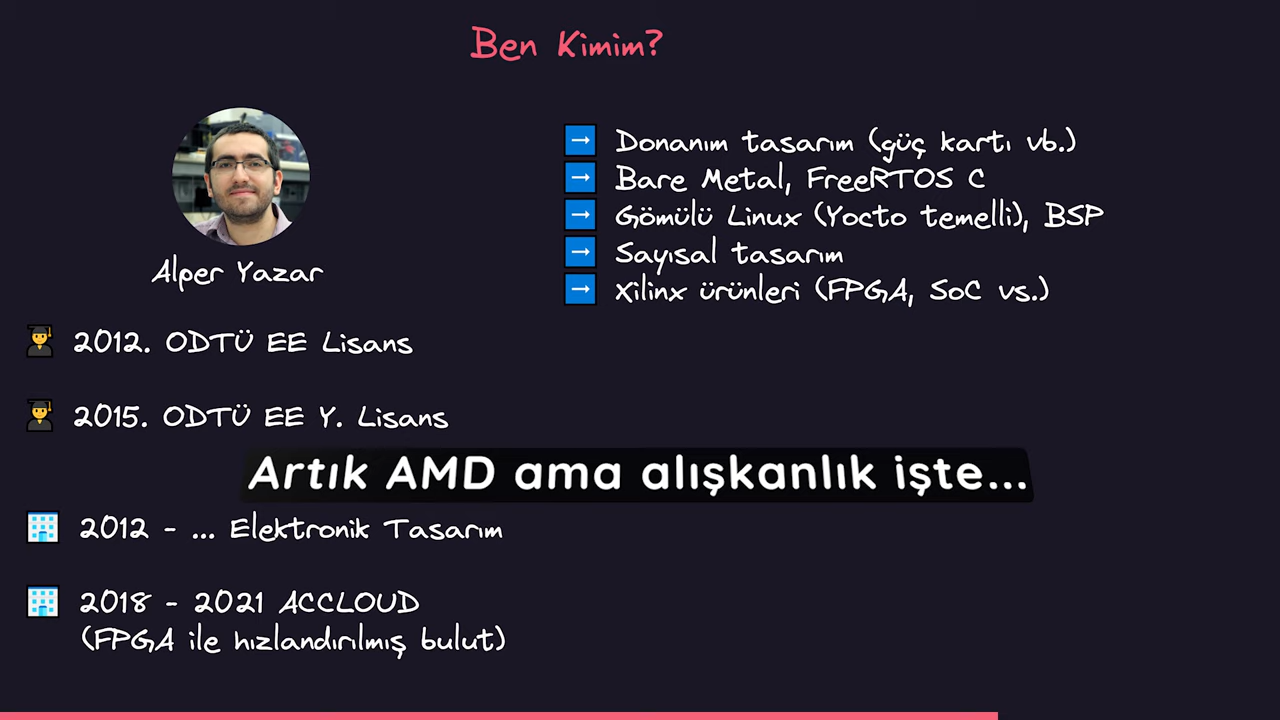 Ben Kimim?
Alper Yazar
2012. ODTÜ EE Lisans
2015. ODTÜ EE Y. Lisans
Artık AMD ama alışkanlık işte...
2012 - ... Elektronik Tasarım
2018 - 2021 ACCLOUD
(FPGA ile hızlandırılmış bulut)
Donanım tasarım (güç kartı vb.)
Bare Metal, FreeRTOS C
Gömülü Linux (Yocto temelli), BSP
Sayısal tasarım
Xilinx ürünleri (FPGA, SoC vs.)